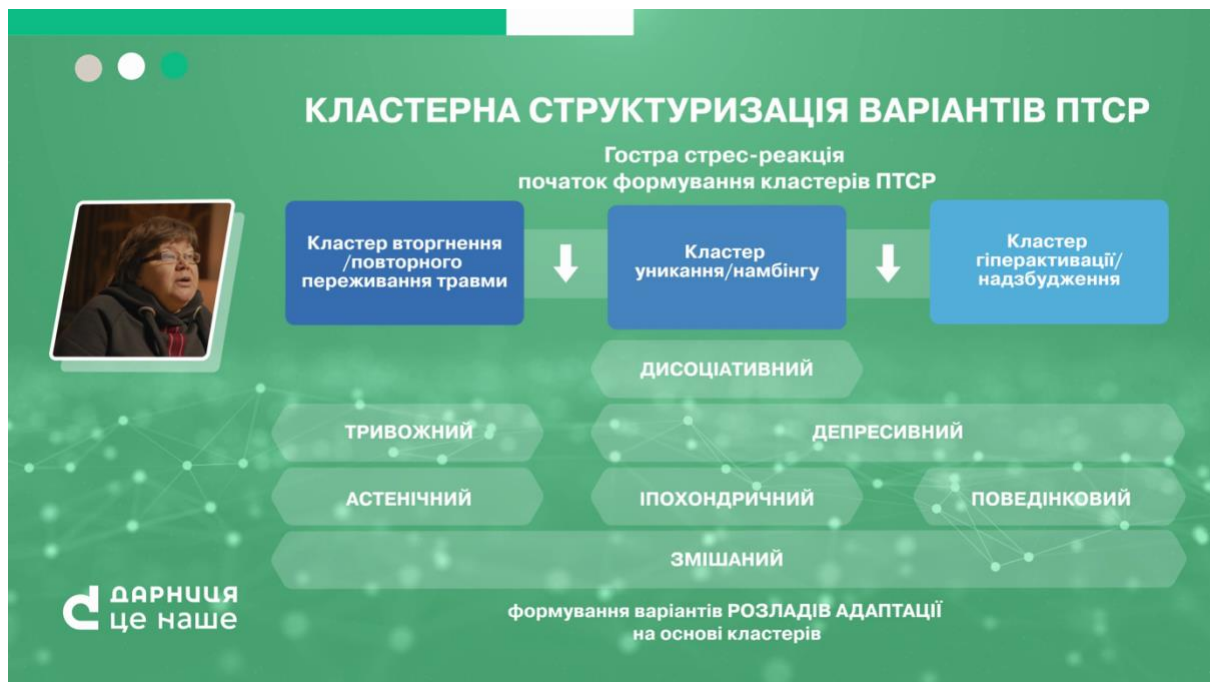 КЛАСТЕРНА СТРУКТУРИЗАЦІЯ ВАРІАНТІВ ПТСР
Гостра стрес-реакція
початок формування кластерів ПТСР
Кластер вторгнення
/повторного
переживання травми
Кластер
уникання/намбінгу
Кластер
гіперактивації/
надзбудження
ДИСОЦІАТИВНИЙ
ТРИВОЖНИЙ
ДЕПРЕСИВНИЙ
АСТЕНІЧНИЙ
ІПОХОНДРИЧНИЙ
ПОВЕДІНКОВИЙ
ЗМІШАНИЙ
формування варіантів РОЗЛАДІВ АДАПТАЦІЇ
на основі кластерів
ДАРНИЦЯ
це наше